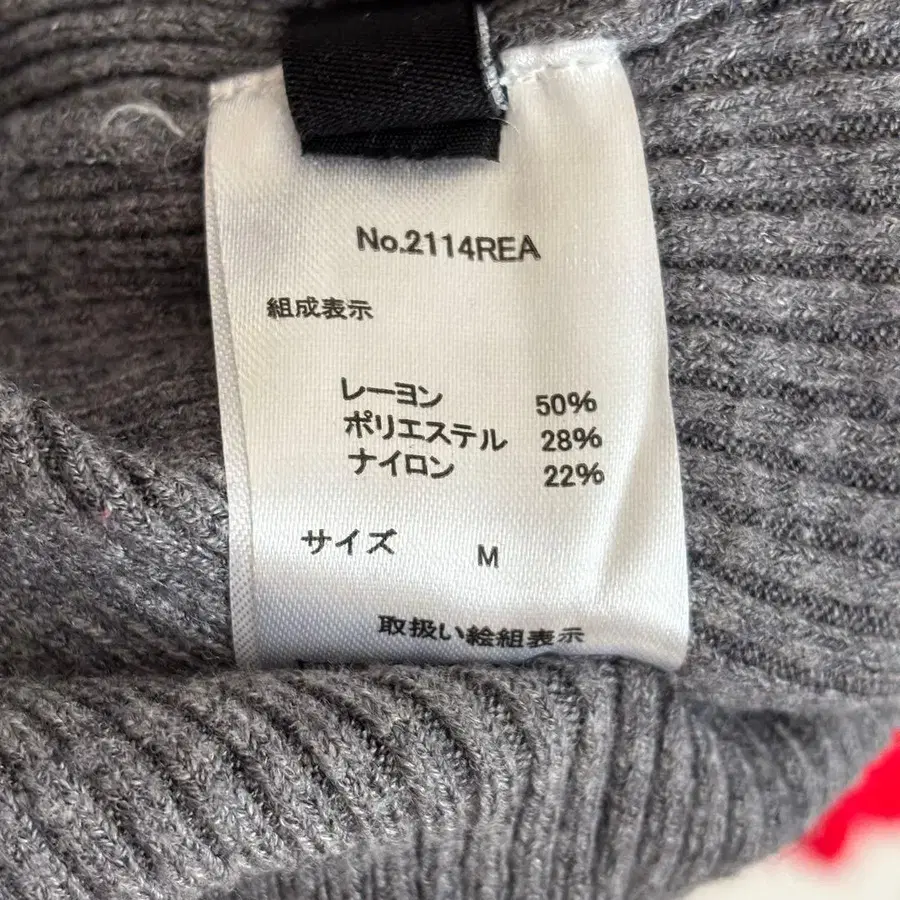 No.2114REA
組成表示
レーヨン 50%
ポリエステル 28%
ナイロン 22%
サイズ M
取扱い絵組表示